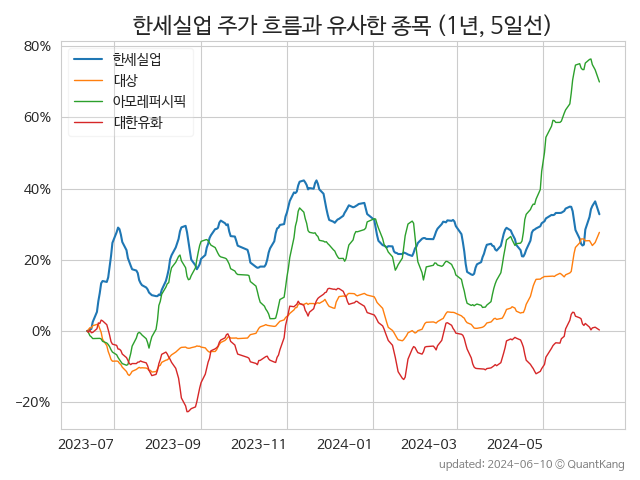 한세실업 주가 흐름과 유사한 종목 (1년, 5일선)
한세실업
대상
아모레퍼시픽
대한유화
80%
60%
40%
20%
0%
−20%
2023-07
2023-09
2023-11
2024-01
2024-03
2024-05
updated: 2024-06-10 © QuantKang